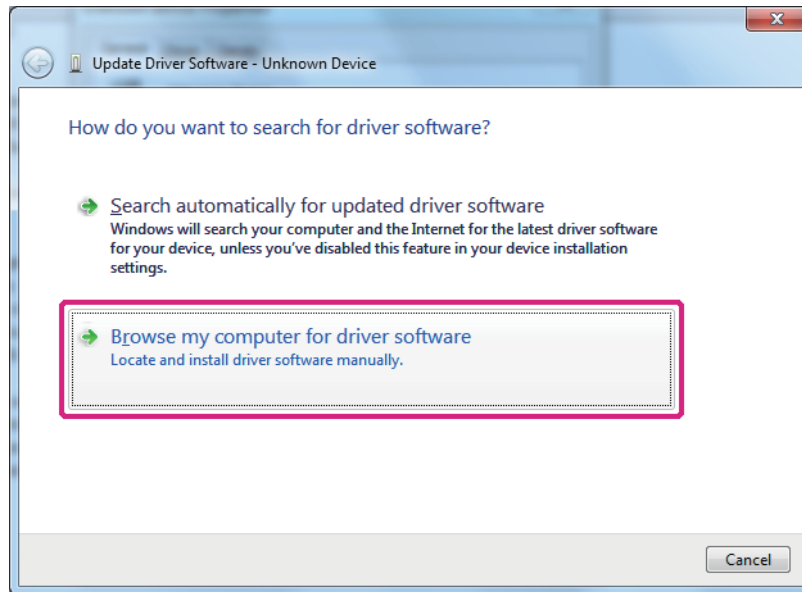 Update Driver Software - Unknown Device
How do you want to search for driver software?
Search automatically for updated driver software
Windows will search your computer and the Internet for the latest driver software
for your device, unless you've disabled this feature in your device installation
settings.
Browse my computer for driver software
Locate and install driver software manually.
Cancel